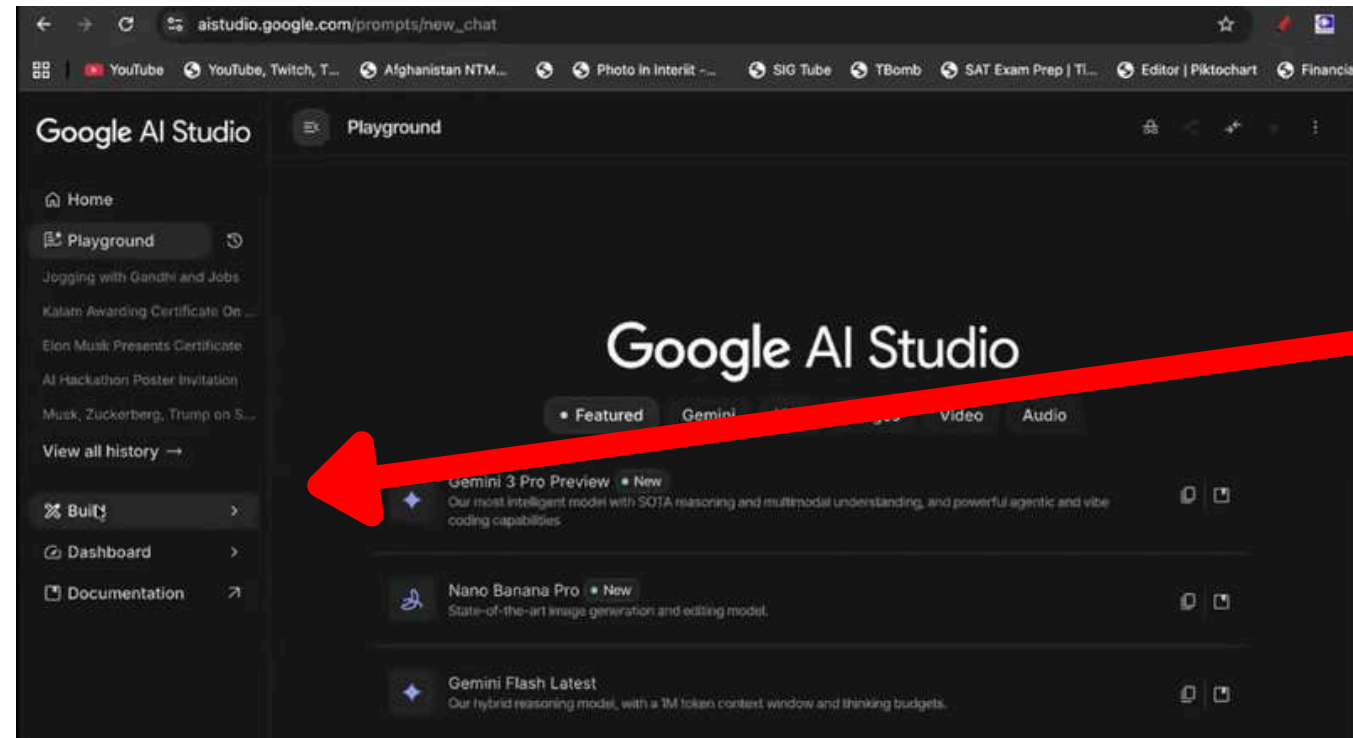 aistudio.google.com/prompts/new_chat
YouTube YouTube, Twitch, T... Afghanistan NTM... Photo in Interiit -... SIG Tube TBomb SAT Exam Prep | Ti... Editor | Piktochart Financia
Google AI Studio
Playground
Home
Playground
Jogging with Gandhi and Jobs
Kalam Awarding Certificate On ...
Elon Musk Presents Certificate
AI Hackathon Poster Invitation
Musk, Zuckerberg, Trump on S...
View all history →
Build
Dashboard
Documentation
Google AI Studio
Featured Gemini Video Audio
Gemini 3 Pro Preview • New
Our most intelligent model with SOTA reasoning and multimodal understanding, and powerful agentic and vibe
coding capabilities
Nano Banana Pro • New
State-of-the-art image generation and editing model.
Gemini Flash Latest
Our hybrid reasoning model, with a 1M token context window and thinking budgets.